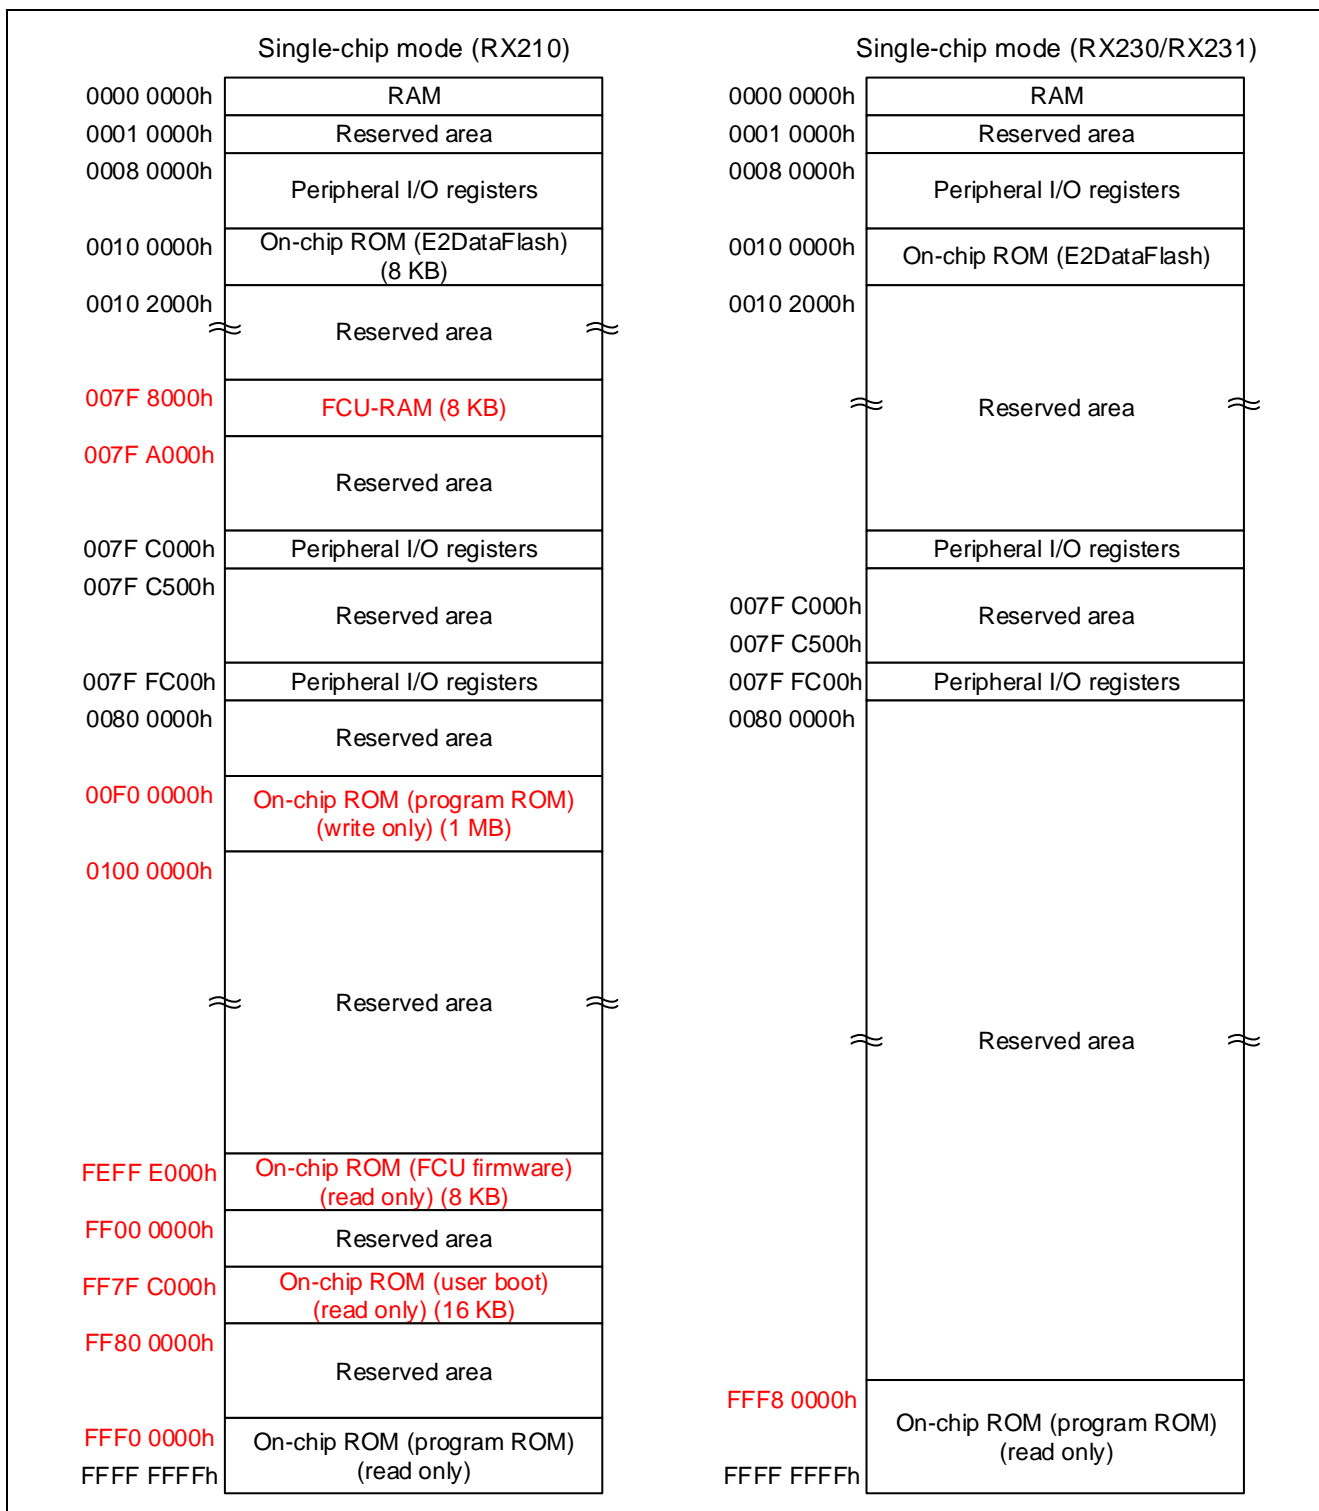 Single-chip mode (RX210)
0000 0000h
RAM
0001 0000h
Reserved area
0008 0000h
Peripheral I/O registers
0010 0000h
On-chip ROM (E2DataFlash)
(8 KB)
0010 2000h
Reserved area
007F 8000h
FCU-RAM (8 KB)
007F A000h
Reserved area
007F C000h
Peripheral I/O registers
007F C500h
Reserved area
007F FC00h
Peripheral I/O registers
0080 0000h
Reserved area
00F0 0000h
On-chip ROM (program ROM)
(write only) (1 MB)
0100 0000h
Reserved area
FEFF E000h
On-chip ROM (FCU firmware)
(read only) (8 KB)
FF00 0000h
Reserved area
FF7F C000h
On-chip ROM (user boot)
(read only) (16 KB)
FF80 0000h
Reserved area
FFF0 0000h
On-chip ROM (program ROM)
(read only)
FFFF FFFFh
Single-chip mode (RX230/RX231)
0000 0000h
RAM
0001 0000h
Reserved area
0008 0000h
Peripheral I/O registers
0010 0000h
On-chip ROM (E2DataFlash)
0010 2000h
Reserved area
Peripheral I/O registers
007F C000h
Reserved area
007F C500h
007F FC00h
Peripheral I/O registers
0080 0000h
Reserved area
FFF8 0000h
On-chip ROM (program ROM)
(read only)
FFFF FFFFh